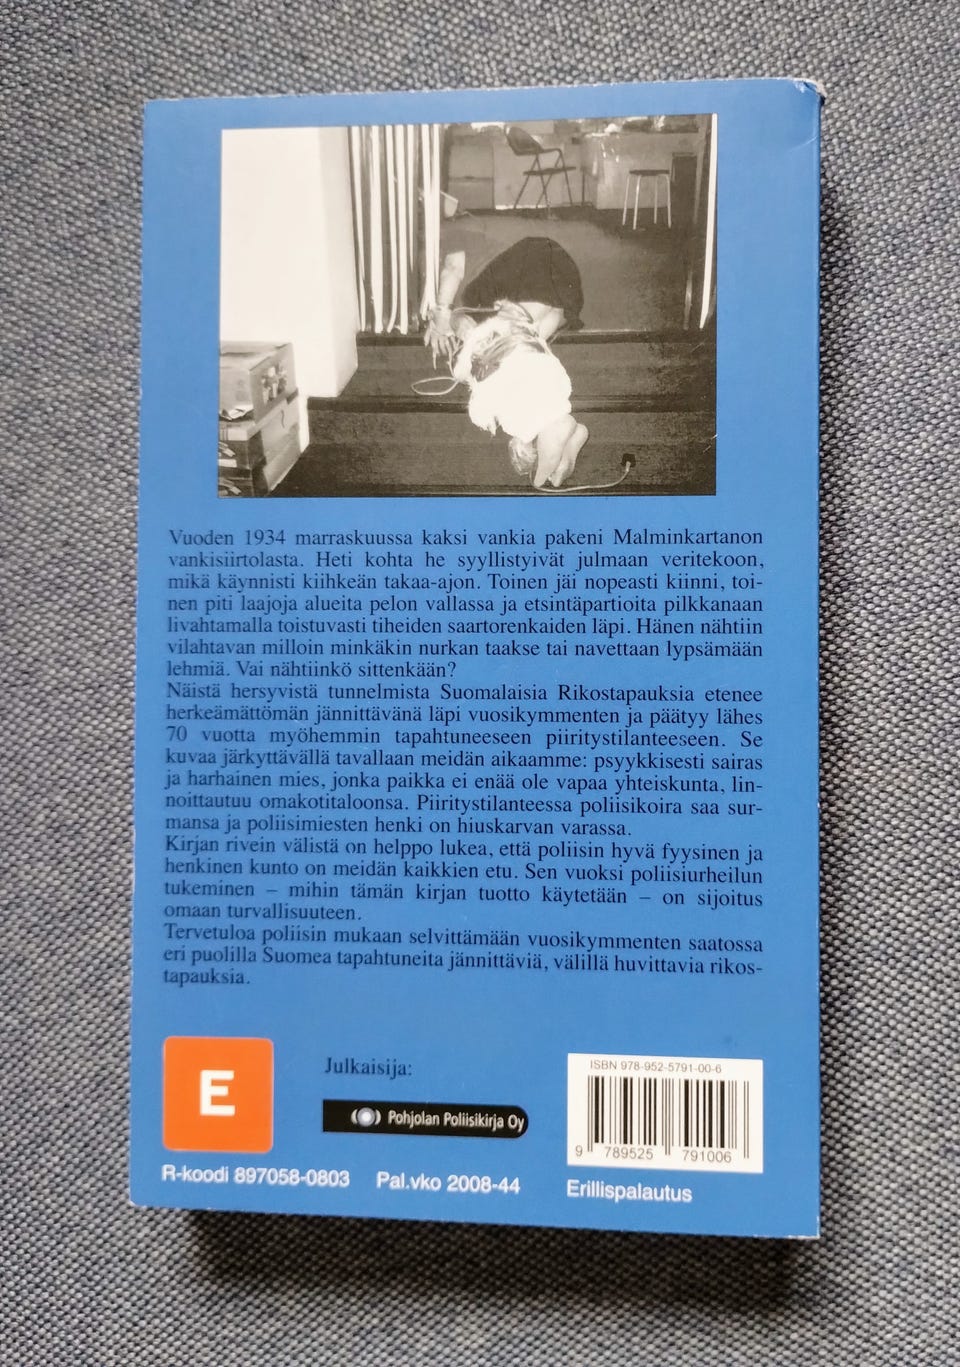 Vuoden 1934 marraskuussa kaksi vankia pakeni Malminkartanon
vankisiirtolasta. Heti kohta he syyllistyivät julmaan veritekoon,
mikä käynnisti kiihkeän takaa-ajon. Toinen jäi nopeasti kiinni, toi-
nen piti laajoja alueita pelon vallassa ja etsintäpartioita pilkkanaan
livahtamalla toistuvasti tiheiden saartorenkaiden läpi. Hänen nähtiin
vilahtavan milloin minkäkin nurkan taakse tai navettaan lypsämään
lehmiä. Vai nähtiinkö sittenkään?
Näistä hersyvistä tunnelmista Suomalaisia Rikostapauksia etenee
herkeämättömän jännittävänä läpi vuosikymmenten ja päätyy lähes
70 vuotta myöhemmin tapahtuneeseen piiritystilanteeseen. Se
kuvaa järkyttävällä tavallaan meidän aikaamme: psyykkisesti sairas
ja harhainen mies, jonka paikka ei enää ole vapaa yhteiskunta, lin-
noittautuu omakotitaloonsa. Piiritystilanteessa poliisikoira saa sur-
mansa ja poliisimiesten henki on hiuskarvan varassa.
Kirjan rivein välistä on helppo lukea, että poliisin hyvä fyysinen ja
henkinen kunto on meidän kaikkien etu. Sen vuoksi poliisiurheilun
tukeminen – mihin tämän kirjan tuotto käytetään – on sijoitus
omaan turvallisuuteen.
Tervetuloa poliisin mukaan selvittämään vuosikymmenten saatossa
eri puolilla Suomea tapahtuneita jännittäviä, välillä huvittavia rikos-
tapauksia.
E
Julkaisija:
Pohjolan Poliisikirja Oy
ISBN 978-952-5791-00-6
9 789525 791006
R-koodi 897058-0803
Pal.vko 2008-44
Erillispalautus